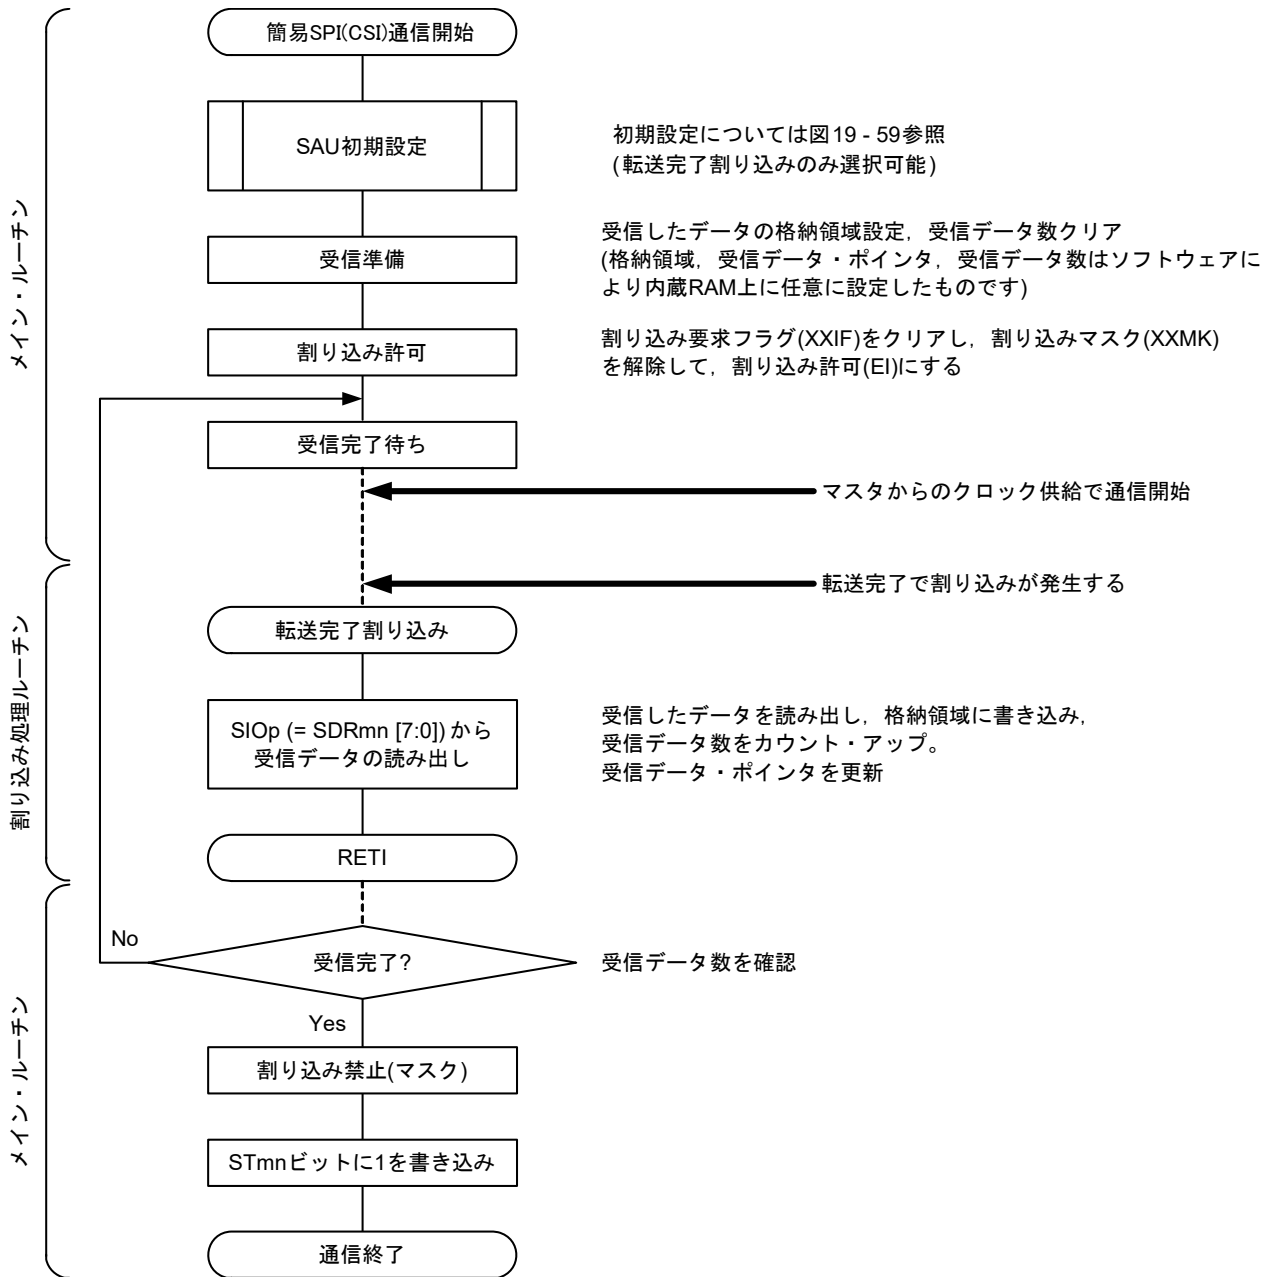 簡易SPI(CSI)通信開始
SAU初期設定
初期設定については図19 - 59参照
(転送完了割り込みのみ選択可能)
メイン・ルーチン
受信準備
受信したデータの格納領域設定，受信データ数クリア
(格納領域，受信データ・ポインタ，受信データ数はソフトウェアに
より内蔵RAM上に任意に設定したものです)
割り込み許可
割り込み要求フラグ(XXIF)をクリアし，割り込みマスク(XXMK)
を解除して，割り込み許可(EI)にする
受信完了待ち
マスタからのクロック供給で通信開始
転送完了で割り込みが発生する
割り込み処理ルーチン
転送完了割り込み
SIOp (= SDRmn [7:0]) から
受信データの読み出し
受信したデータを読み出し，格納領域に書き込み，
受信データ数をカウント・アップ。
受信データ・ポインタを更新
RETI
No
受信完了?
受信データ数を確認
Yes
メイン・ルーチン
割り込み禁止(マスク)
STmnビットに1を書き込み
通信終了